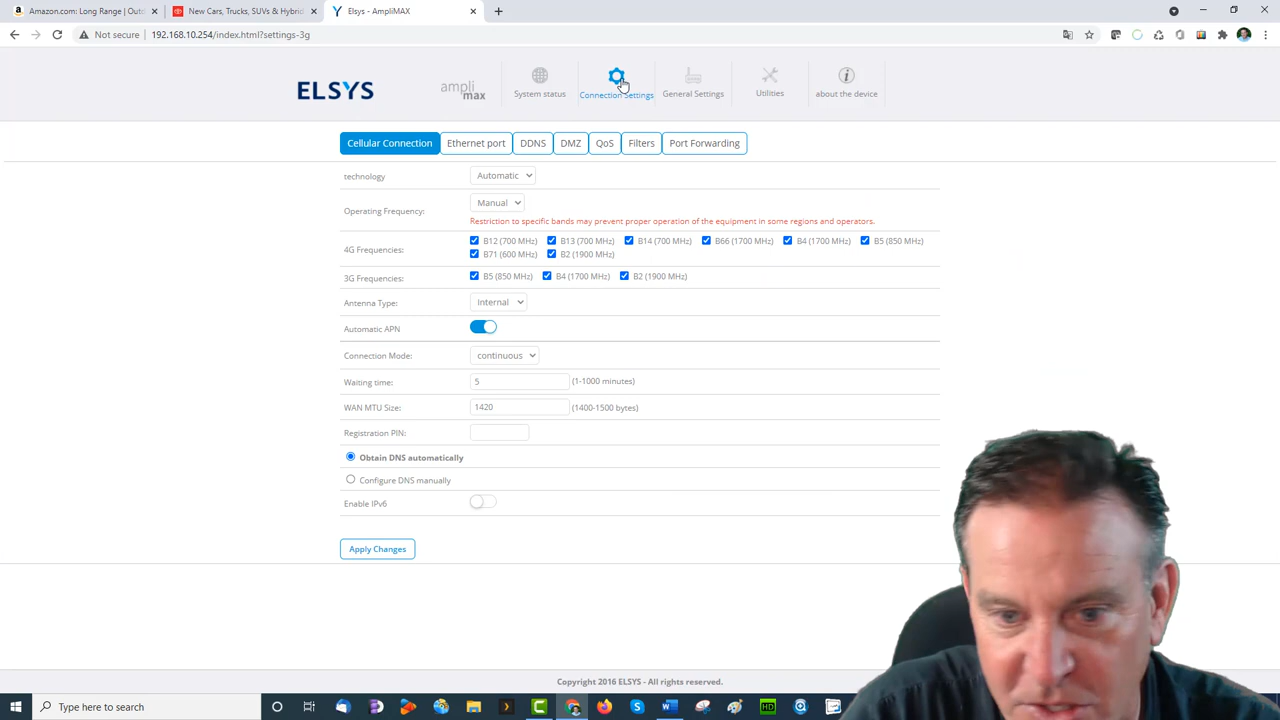 Amazon.com: Long Range | Outd
New Cars, Trucks, SUVs & Hybrid
Elsys - AmpliMAX
Not secure
192.168.10.254/index.html?settings-3g
ELSYS
ampli
max
System status
Connection Settings
General Settings
Utilities
about the device
Cellular Connection
Ethernet port
DDNS
DMZ
QoS
Filters
Port Forwarding
technology
Automatic
Operating Frequency:
Manual
Restriction to specific bands may prevent proper operation of the equipment in some regions and operators.
4G Frequencies:
B12 (700 MHz) B13 (700 MHz) B14 (700 MHz) B66 (1700 MHz) B4 (1700 MHz) B5 (850 MHz)
B71 (600 MHz) B2 (1900 MHz)
3G Frequencies:
B5 (850 MHz) B4 (1700 MHz) B2 (1900 MHz)
Antenna Type:
Internal
Automatic APN
Connection Mode:
continuous
Waiting time:
5
(1-1000 minutes)
WAN MTU Size:
1420
(1400-1500 bytes)
Registration PIN:
Obtain DNS automatically
Configure DNS manually
Enable IPv6
Apply Changes
Copyright 2016 ELSYS - All rights reserved.
Type here to search
HD